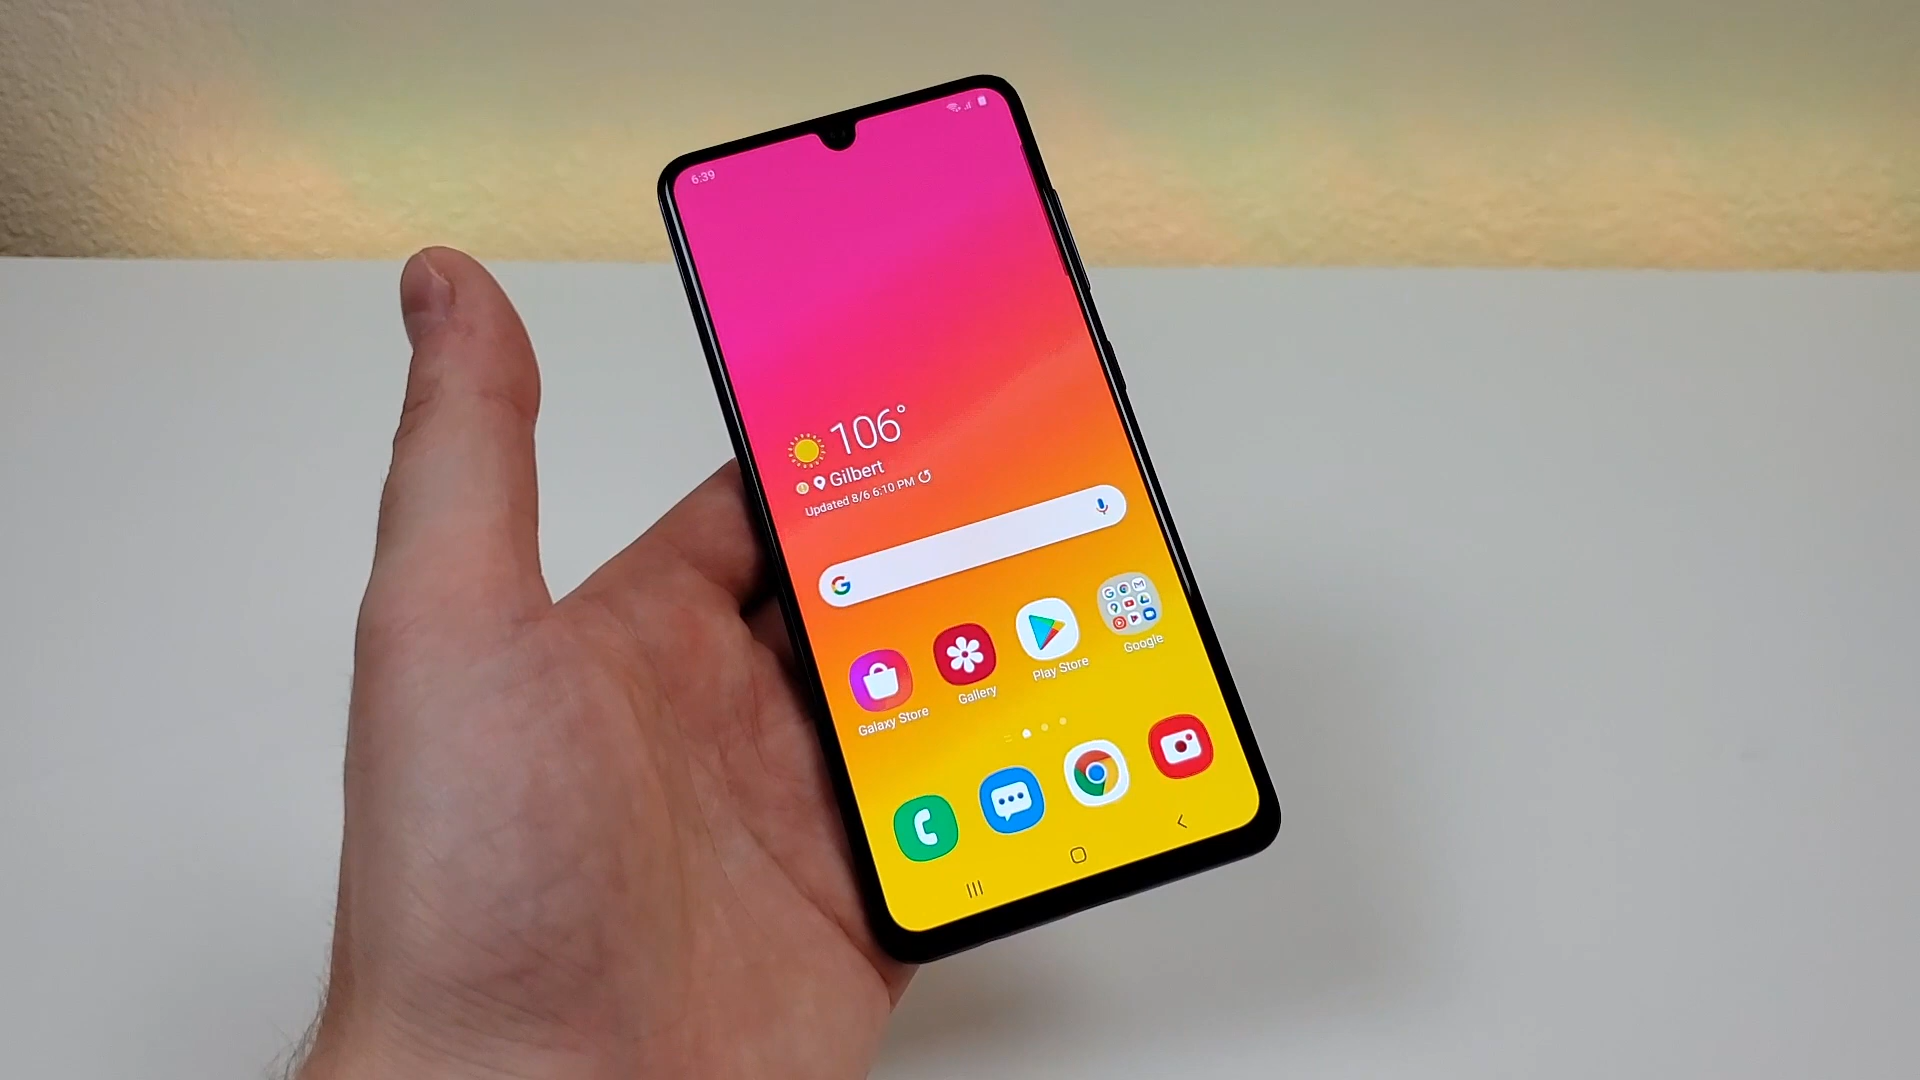 6:39
106°
Gilbert
Updated 8/6 6:10 PM
Galaxy Store
Gallery
Play Store
Google